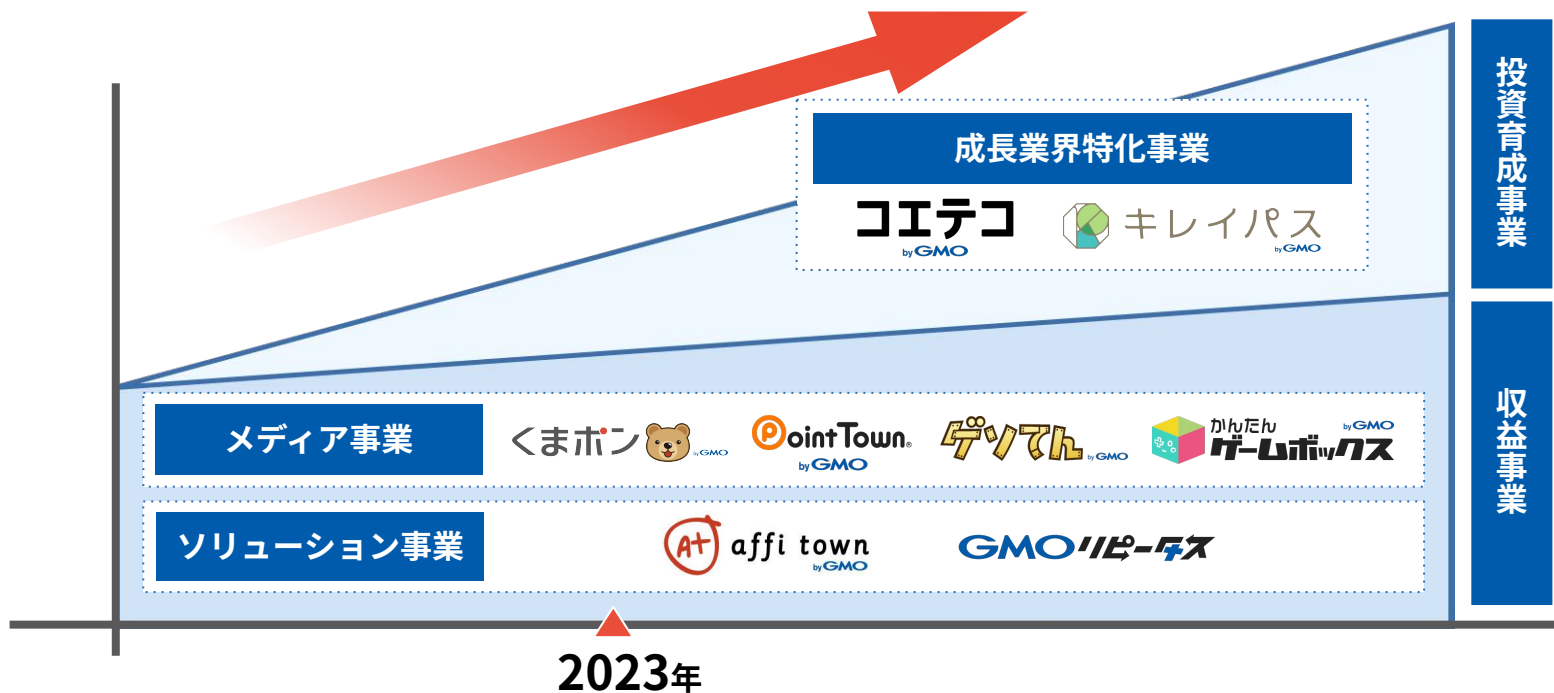 投資育成事業
成長業界特化事業
コエテコ
by GMO
キレイパス
by GMO
収益事業
メディア事業
くまポン
by GMO
PointTown®
by GMO
ゲソてん
by GMO
かんたん
by GMO
ゲームボックス
ソリューション事業
A+
affi town
by GMO
GMOリピータス
2023年